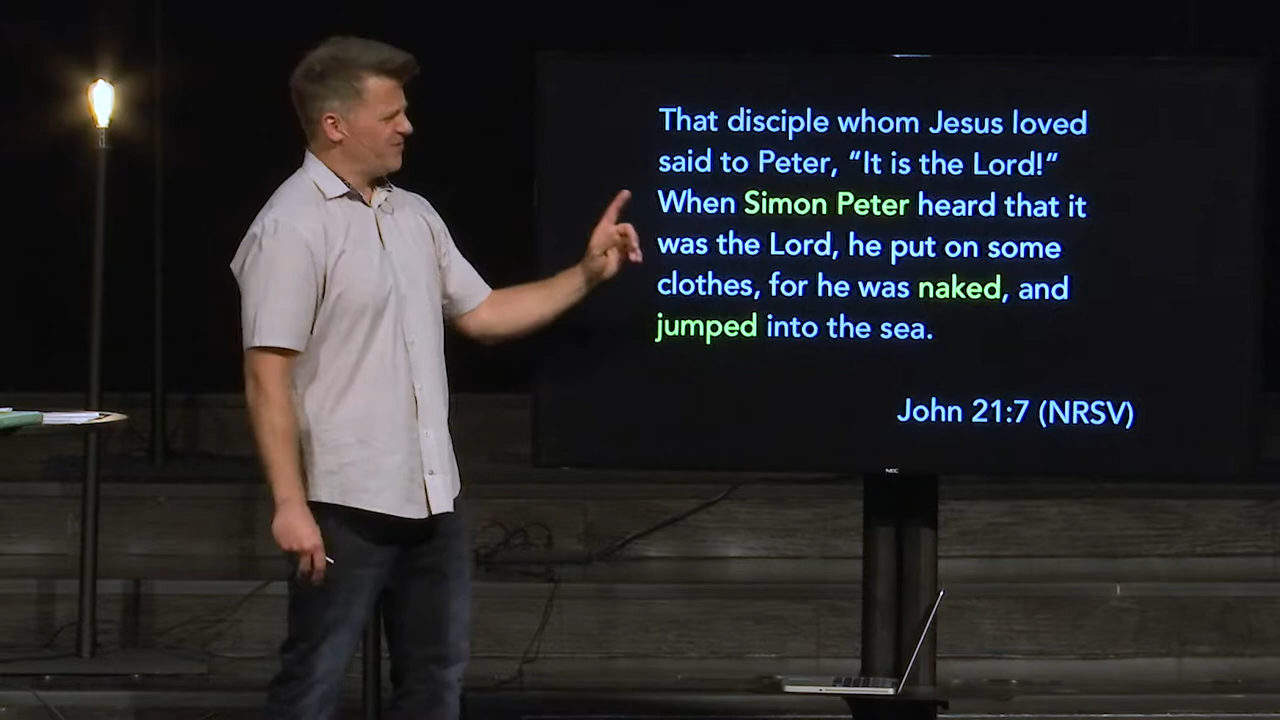 That disciple whom Jesus loved
said to Peter, “It is the Lord!”
When Simon Peter heard that it
was the Lord, he put on some
clothes, for he was naked, and
jumped into the sea.
John 21:7 (NRSV)
NEC